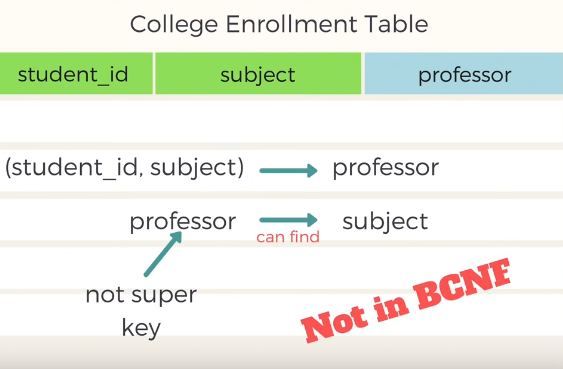 College Enrollment Table
student_id subject professor
(student_id, subject) professor
professor can find subject
not super
key
Not in BCNF